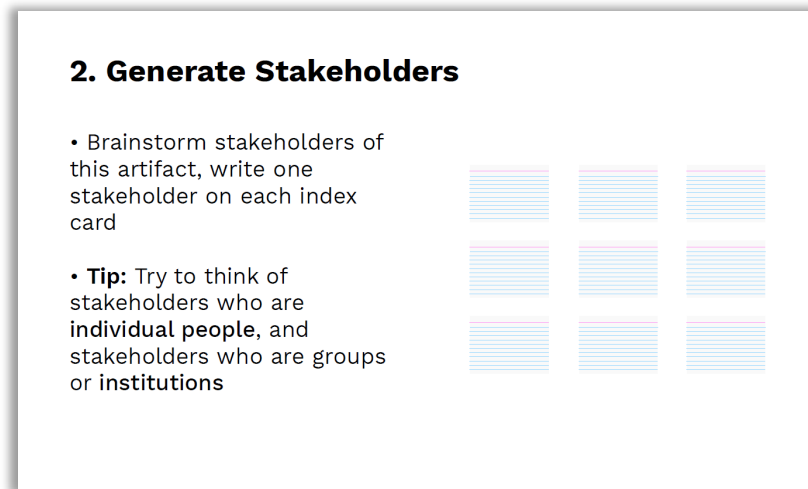 2. Generate Stakeholders
• Brainstorm stakeholders of
this artifact, write one
stakeholder on each index
card
• Tip: Try to think of
stakeholders who are
individual people, and
stakeholders who are groups
or institutions